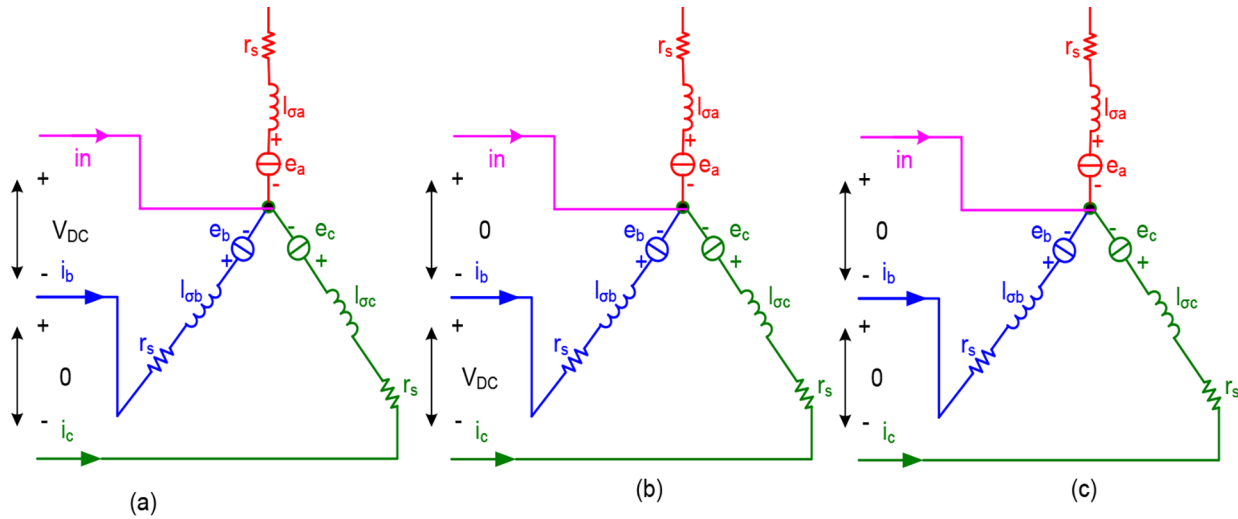 rs
lσa
+
ea
-
in
+
VDC
-
ib
+
0
-
ic
eb
-
+
lσb
rs
-
ec
+
lσc
rs
(a)
rs
lσa
+
ea
-
in
+
0
-
ib
+
VDC
-
ic
eb
-
+
lσb
rs
-
ec
+
lσc
rs
(b)
rs
lσa
+
ea
-
in
+
0
-
ib
+
0
-
ic
eb
-
+
lσb
rs
-
ec
+
lσc
rs
(c)